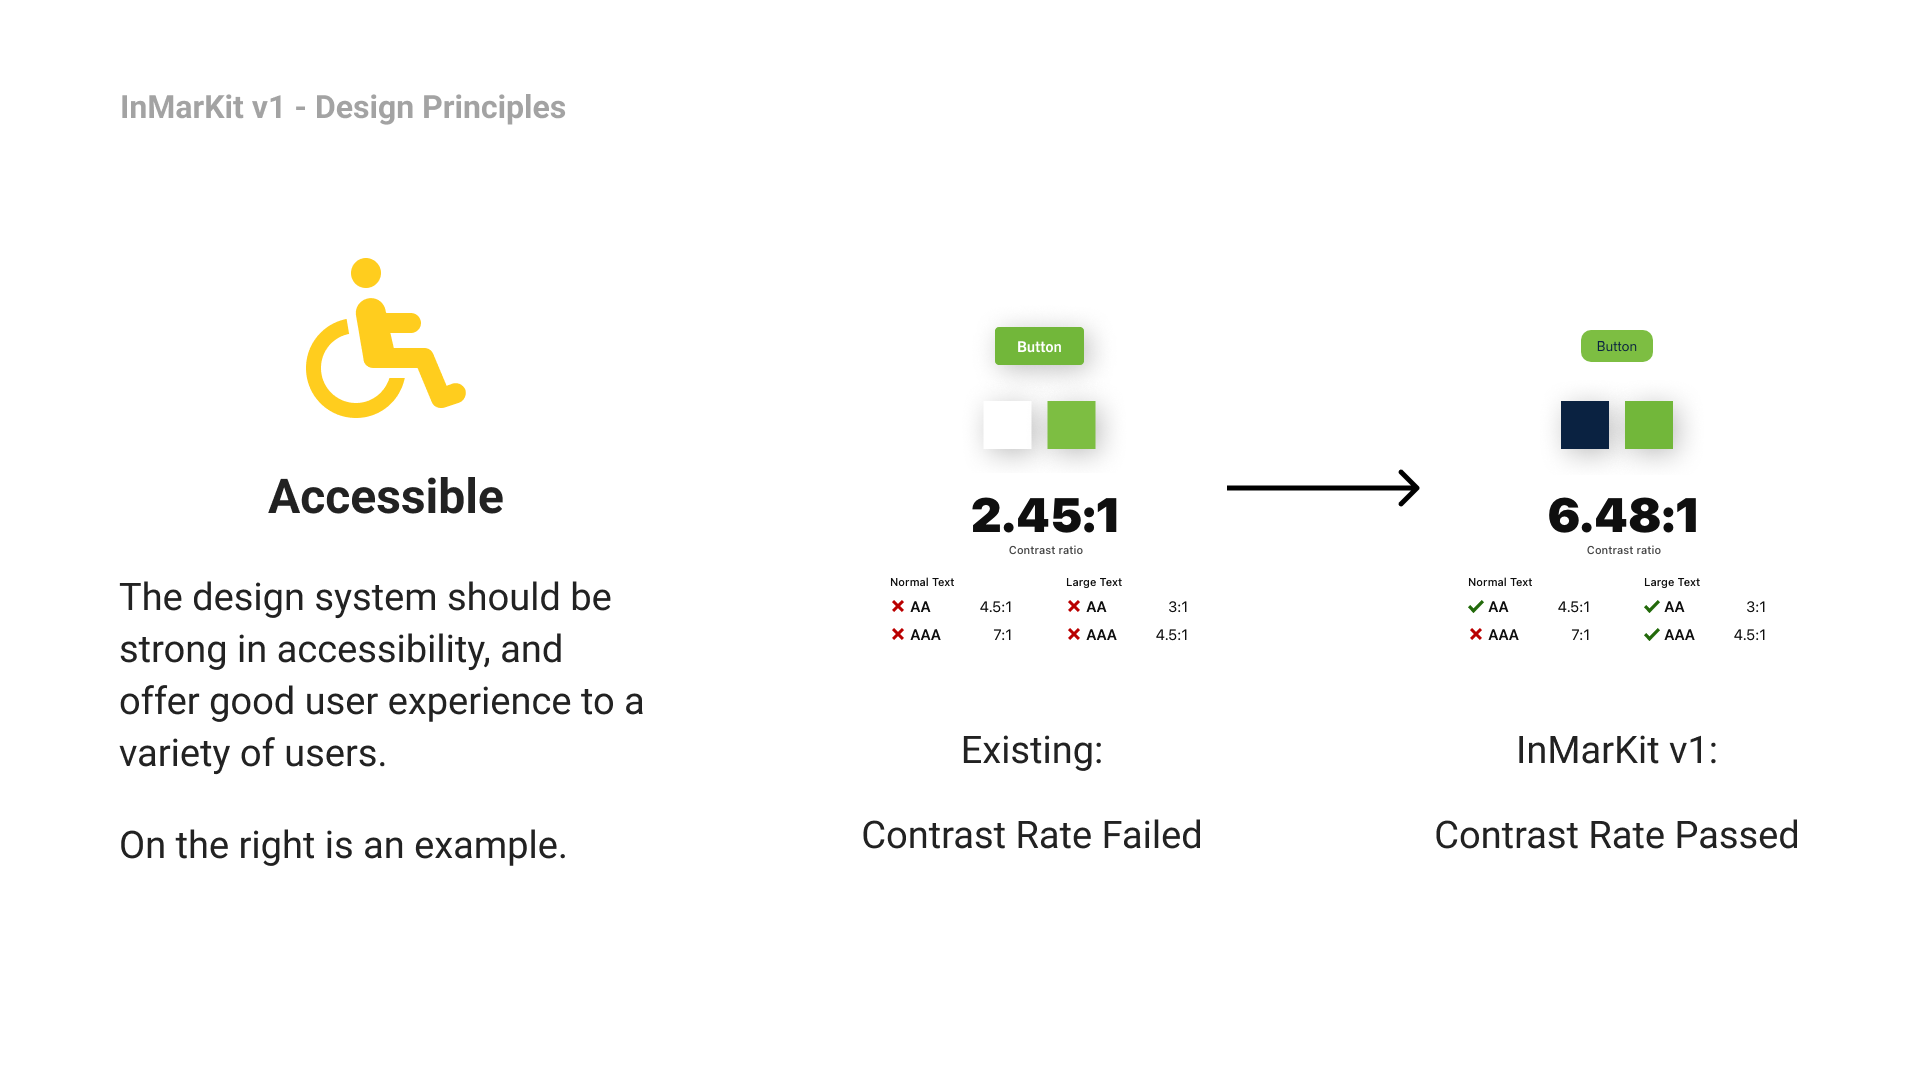 InMarKit v1 - Design Principles
Accessible
The design system should be
strong in accessibility, and
offer good user experience to a
variety of users.
On the right is an example.
Button
2.45:1
Contrast ratio
Normal Text Large Text
AA 4.5:1 AA 3:1
AAA 7:1 AAA 4.5:1
Existing:
Contrast Rate Failed
Button
6.48:1
Contrast ratio
Normal Text Large Text
AA 4.5:1 AA 3:1
AAA 7:1 AAA 4.5:1
InMarKit v1:
Contrast Rate Passed